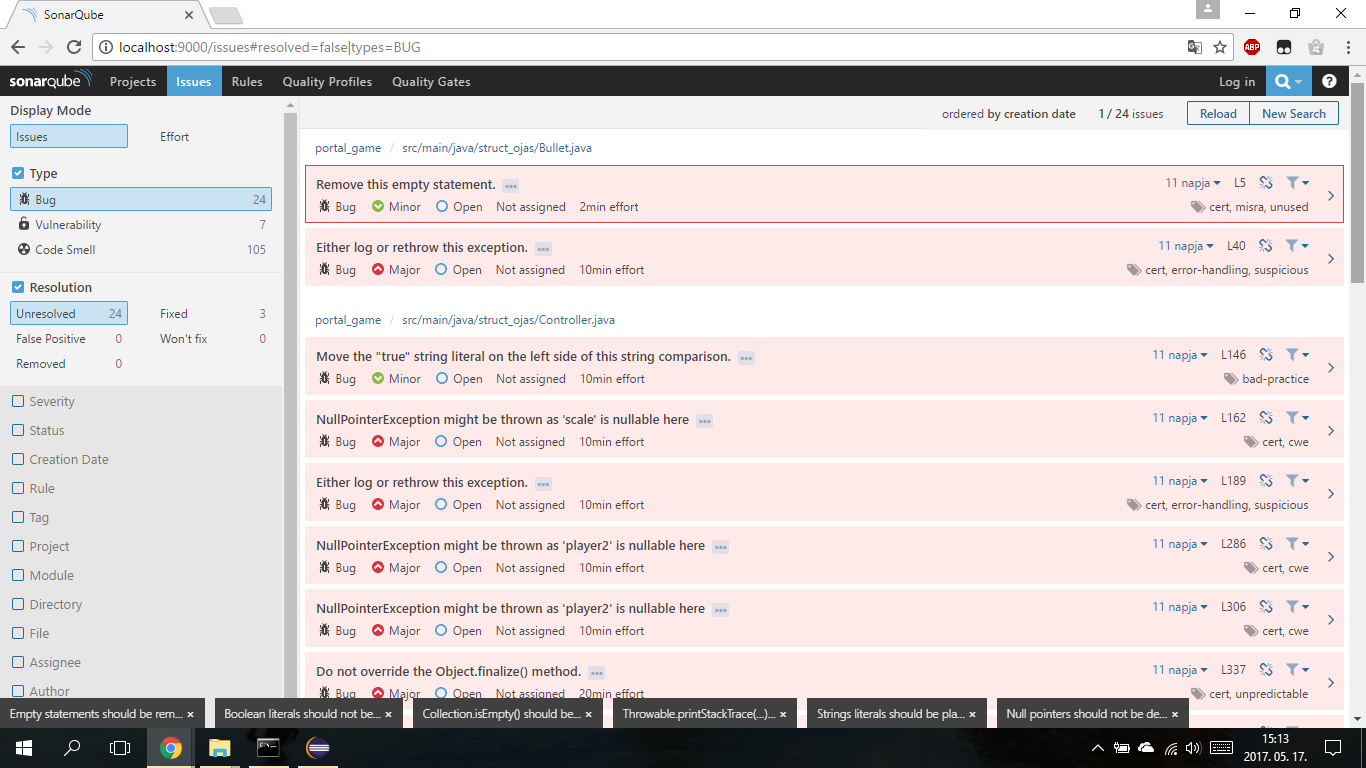 SonarQube
localhost:9000/issues#resolved=false|types=BUG
ABP
sonarqube Projects Issues Rules Quality Profiles Quality Gates Log in ?
Display Mode
Issues Effort
Type
Bug 24
Vulnerability 7
Code Smell 105
Resolution
Unresolved 24 Fixed 3
False Positive 0 Won't fix 0
Removed 0
Severity
Status
Creation Date
Rule
Tag
Project
Module
Directory
File
Assignee
Author
ordered by creation date 1 / 24 issues Reload New Search
portal_game / src/main/java/struct_ojas/Bullet.java
Remove this empty statement. ... 11 napja L5
Bug Minor Open Not assigned 2min effort cert, misra, unused
Either log or rethrow this exception. ... 11 napja L40
Bug Major Open Not assigned 10min effort cert, error-handling, suspicious
portal_game / src/main/java/struct_ojas/Controller.java
Move the "true" string literal on the left side of this string comparison. ... 11 napja L146
Bug Minor Open Not assigned 10min effort bad-practice
NullPointerException might be thrown as 'scale' is nullable here ... 11 napja L162
Bug Major Open Not assigned 10min effort cert, cwe
Either log or rethrow this exception. ... 11 napja L189
Bug Major Open Not assigned 10min effort cert, error-handling, suspicious
NullPointerException might be thrown as 'player2' is nullable here ... 11 napja L286
Bug Major Open Not assigned 10min effort cert, cwe
NullPointerException might be thrown as 'player2' is nullable here ... 11 napja L306
Bug Major Open Not assigned 10min effort cert, cwe
Do not override the Object.finalize() method. ... 11 napja L337
Bug Major Open Not assigned 20min effort cert, unpredictable
Empty statements should be rem... × Boolean literals should not be... × Collection.isEmpty() should be... × Throwable.printStackTrace(...)... × Strings literals should be pla... × Null pointers should not be de... ×
15:13
2017. 05. 17.